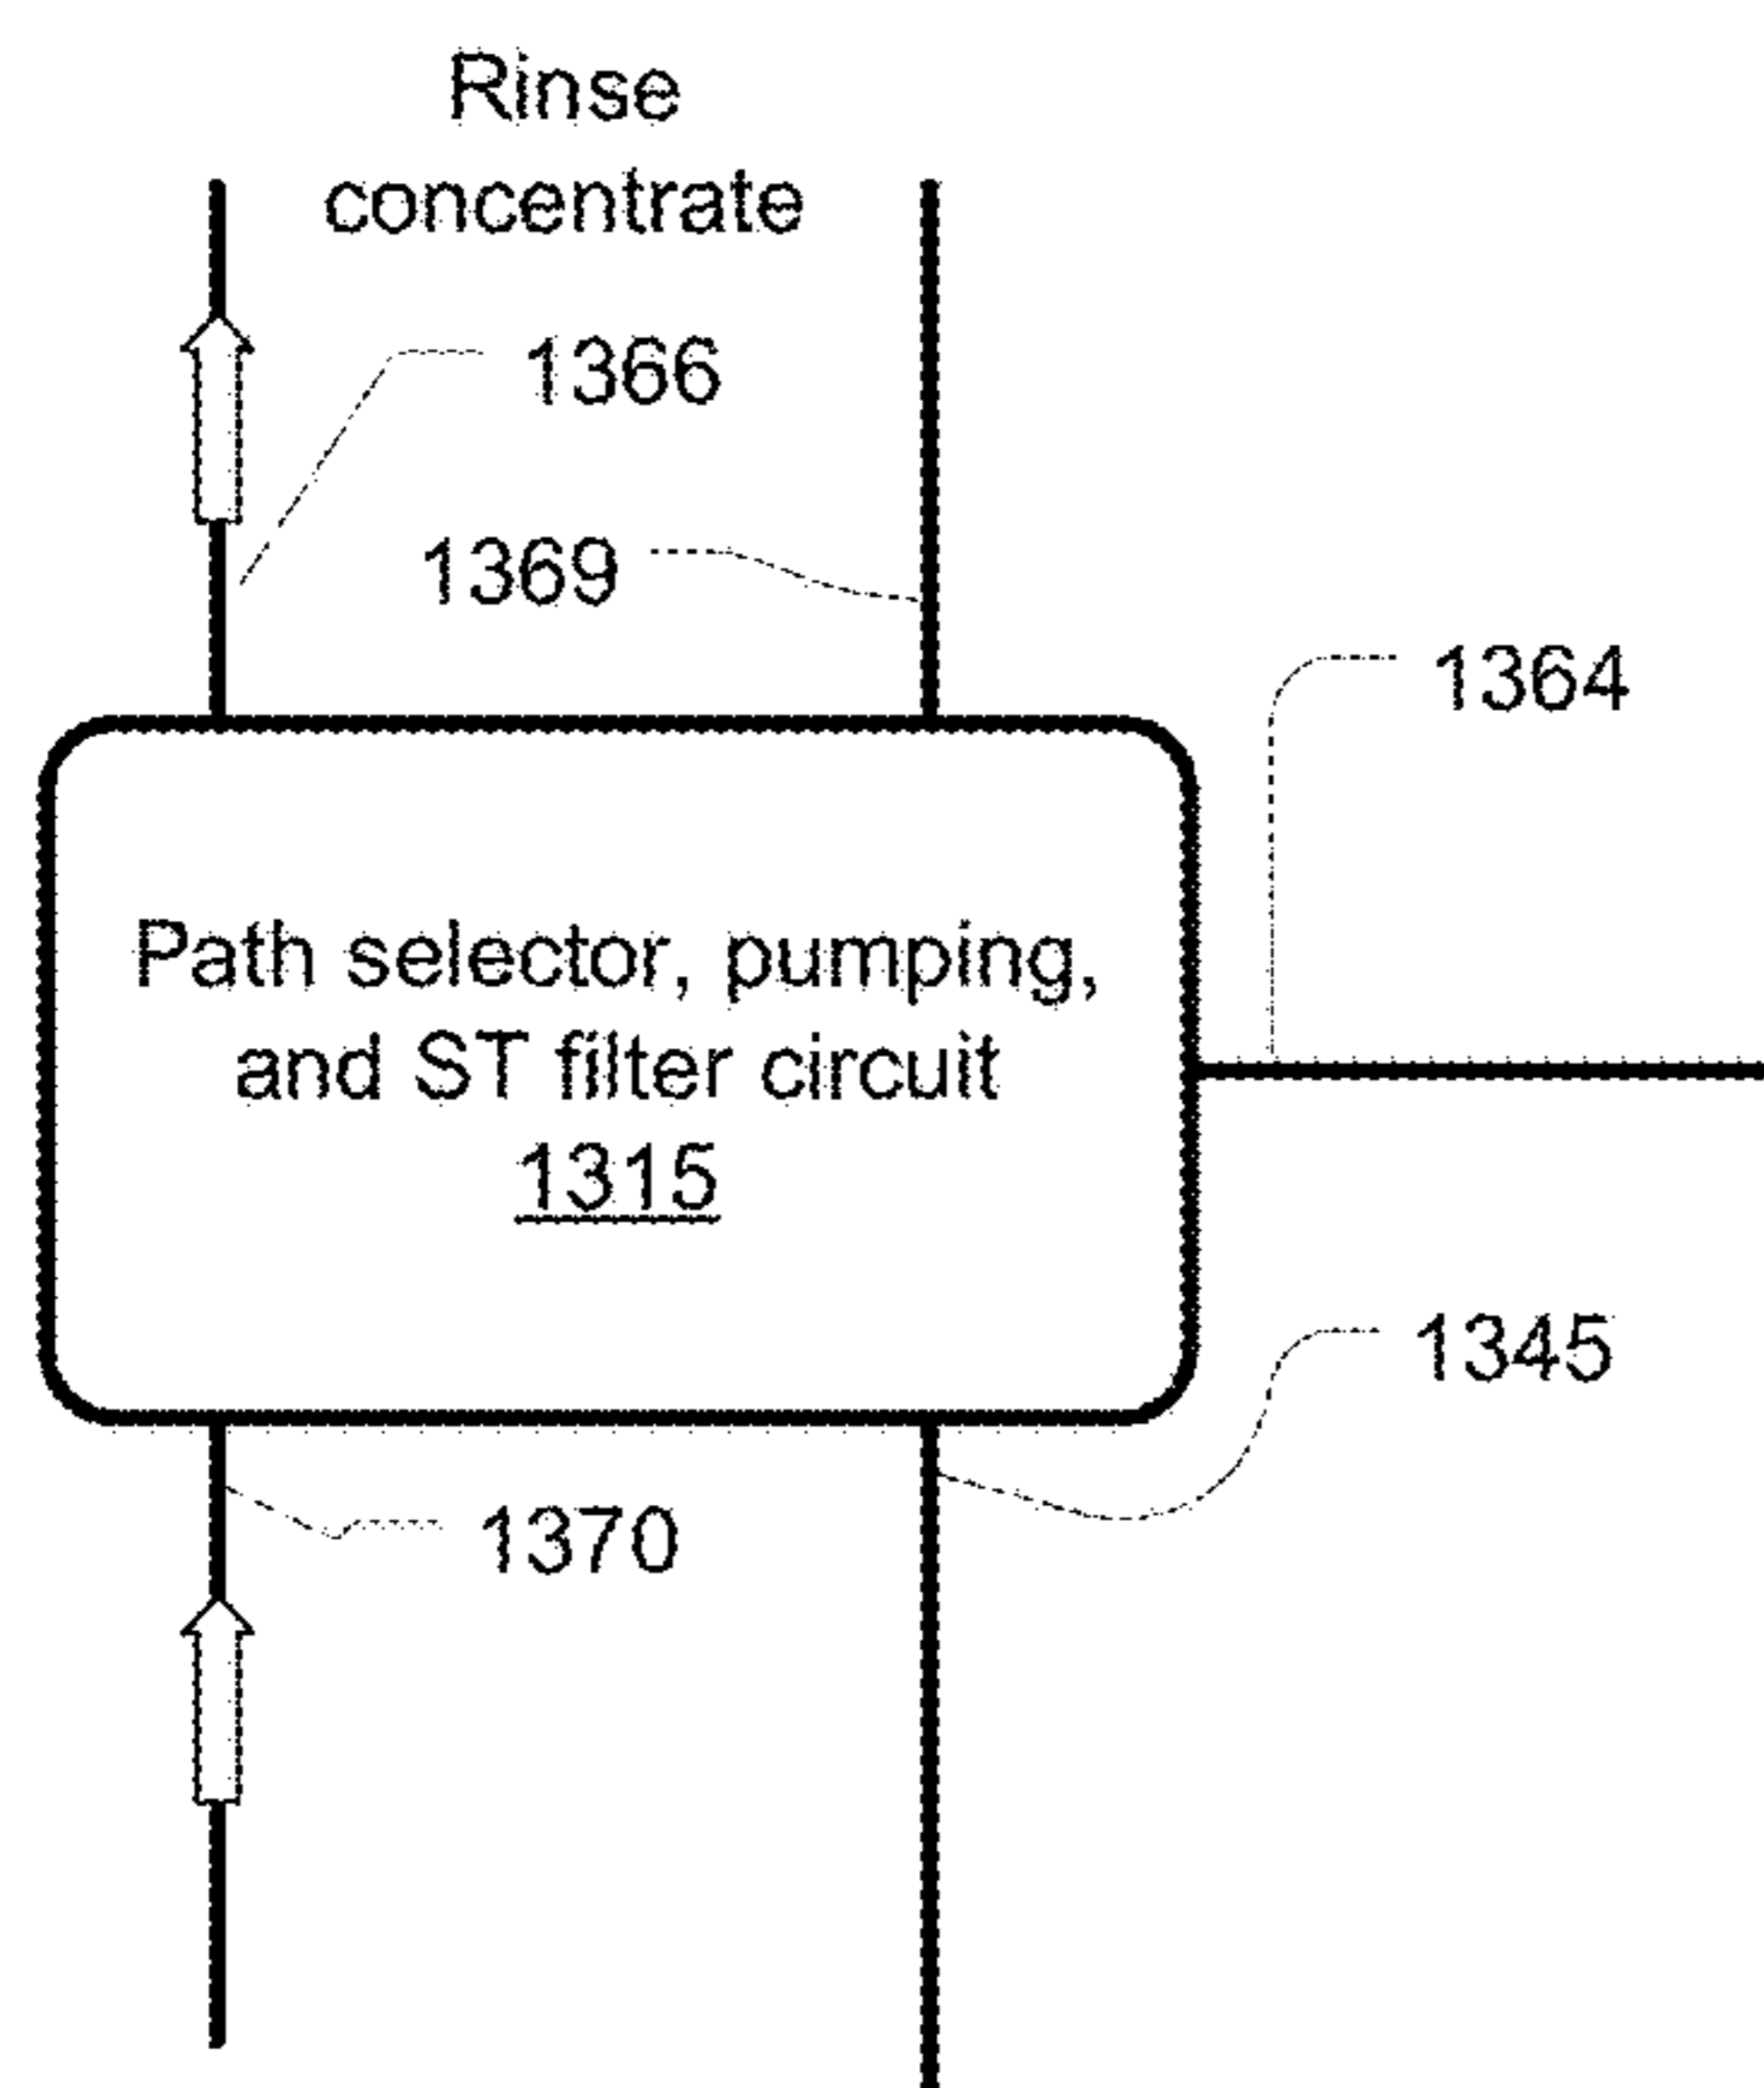 Rinse
concentrate
1366
1369
1364
Path selector, pumping,
and ST filter circuit
1315
1345
1370